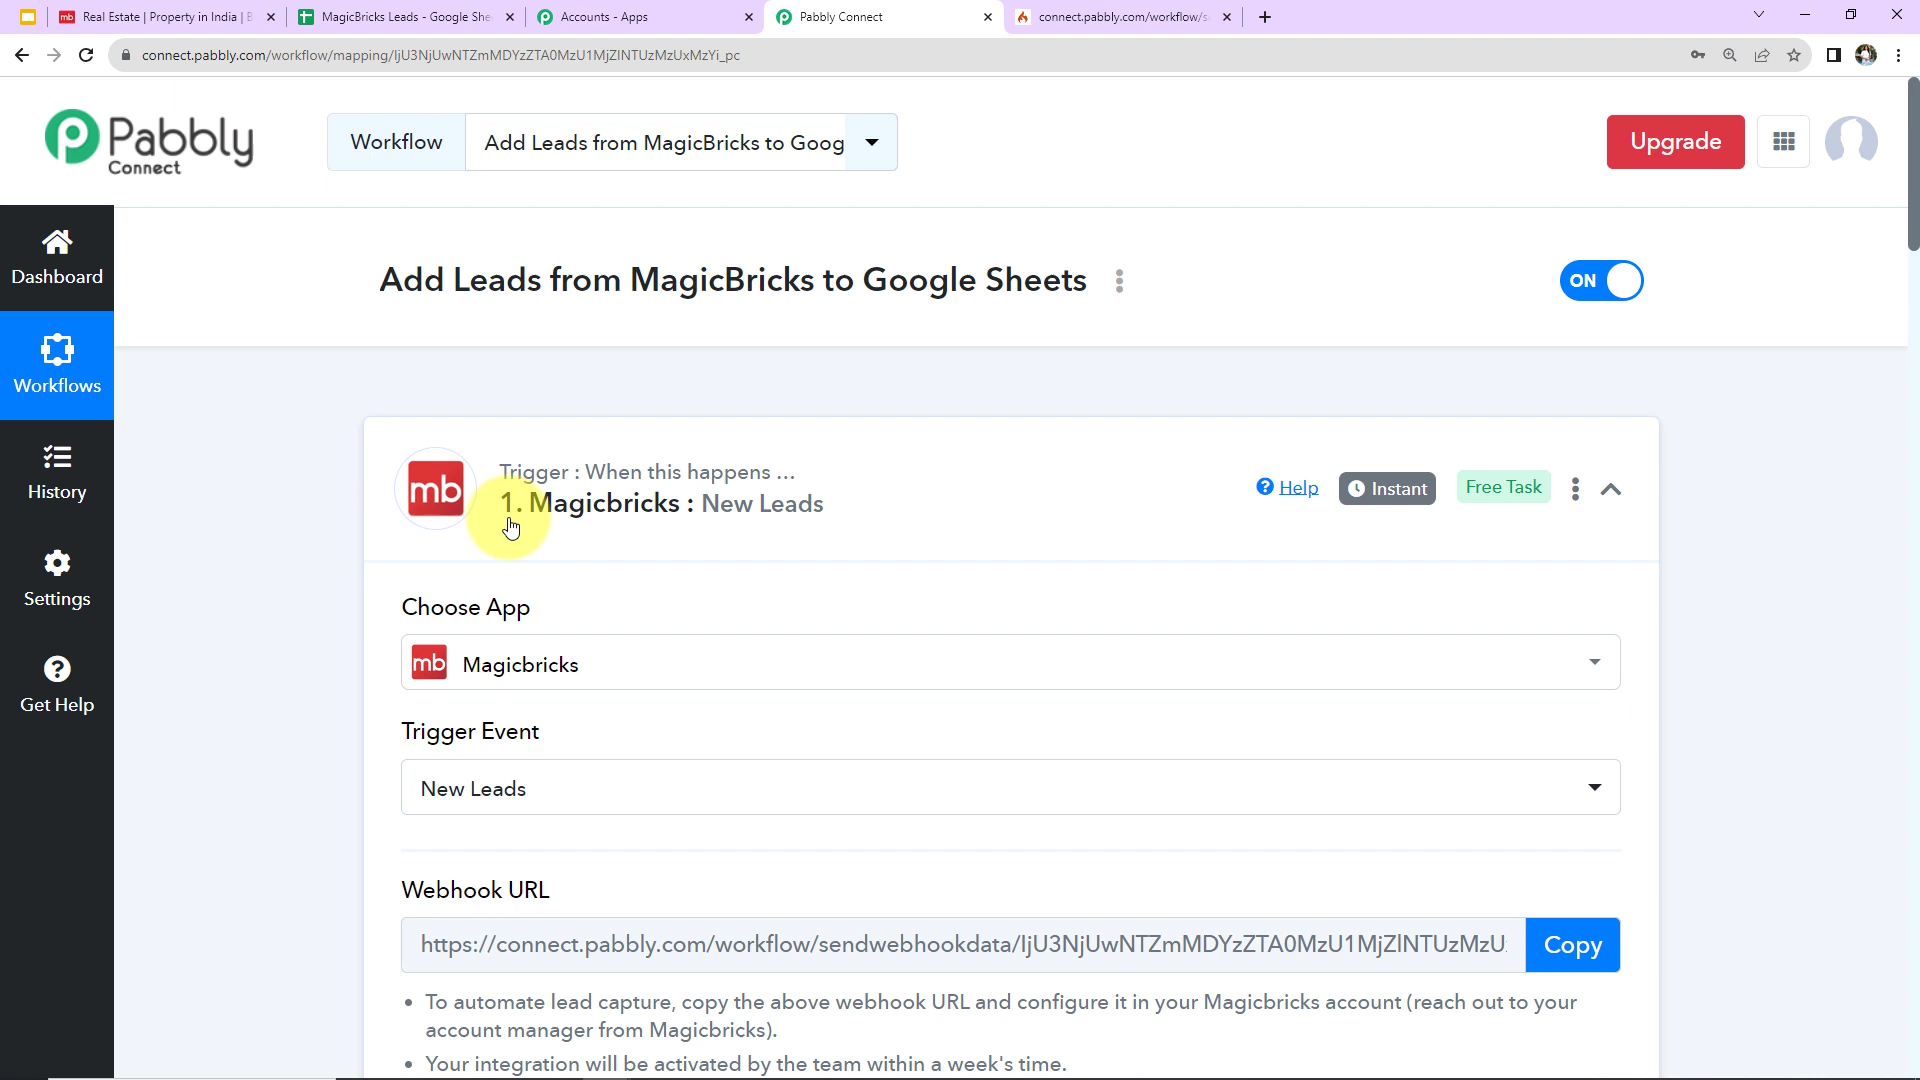 mb Real Estate | Property in India | B
MagicBricks Leads - Google She
Accounts - Apps
Pabbly Connect
connect.pabbly.com/workflow/s
connect.pabbly.com/workflow/mapping/IjU3NjUwNTZmMDYzZTA0MzU1MjZlNTUzMzUxMzYi_pc
Pabbly
Connect
Workflow
Add Leads from MagicBricks to Goog
Upgrade
Dashboard
Workflows
History
Settings
Get Help
Add Leads from MagicBricks to Google Sheets
ON
mb
Trigger : When this happens ...
1. Magicbricks : New Leads
Help
Instant
Free Task
Choose App
mb Magicbricks
Trigger Event
New Leads
Webhook URL
https://connect.pabbly.com/workflow/sendwebhookdata/IjU3NjUwNTZmMDYzZTA0MzU1MjZlNTUzMzU
Copy
• To automate lead capture, copy the above webhook URL and configure it in your Magicbricks account (reach out to your
account manager from Magicbricks).
• Your integration will be activated by the team within a week's time.